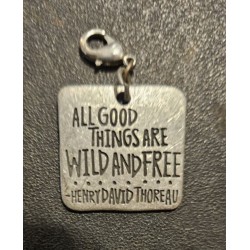 ALL GOOD
THINGS ARE
WILD AND FREE
-HENRY DAVID THOREAU